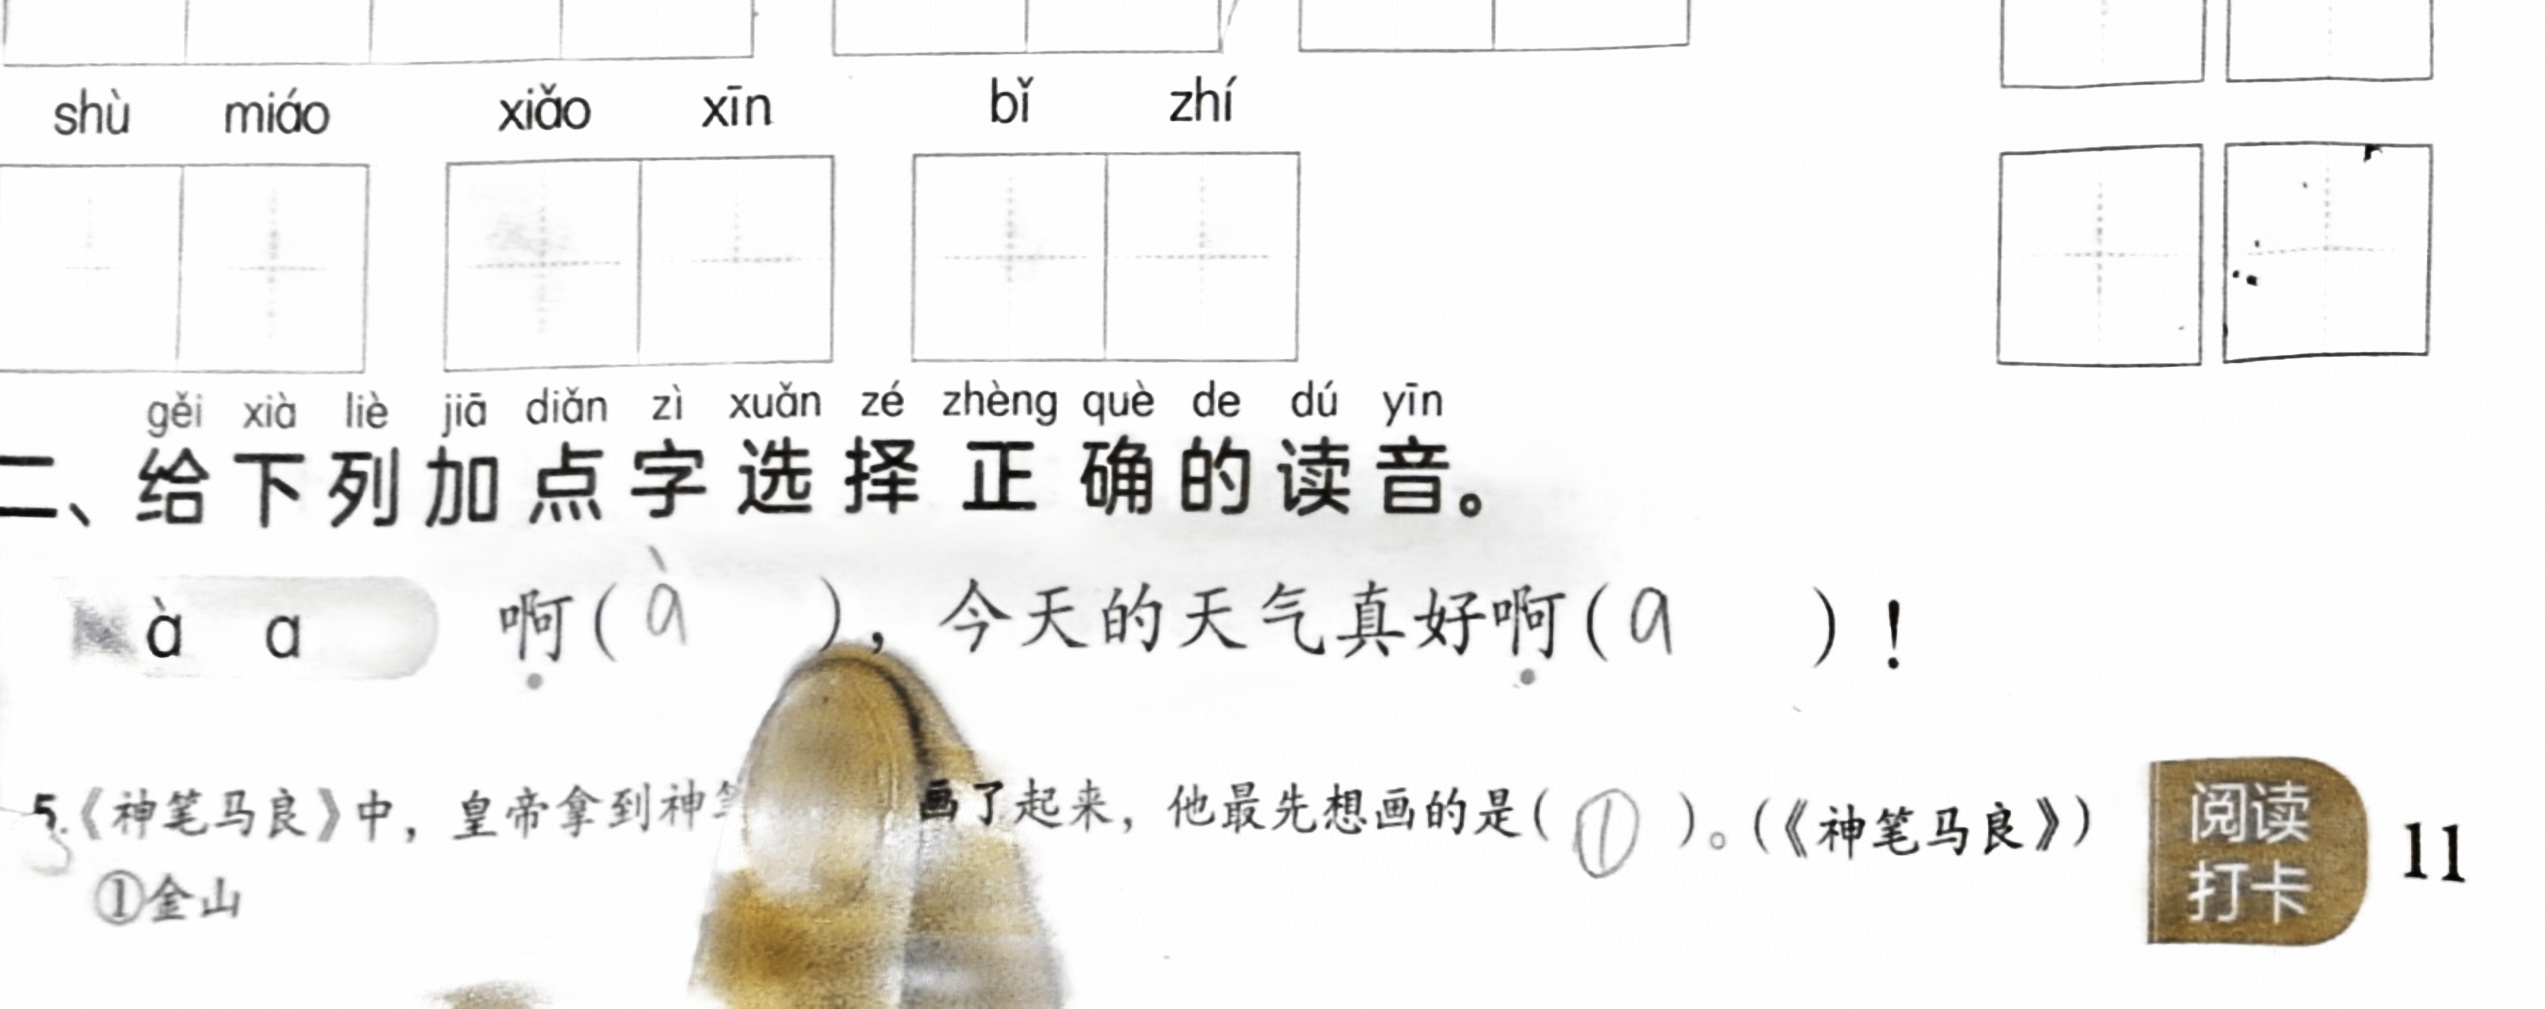 shù miáo xiǎo xīn bǐ zhí
gěi xià liè jiā diǎn zì xuǎn zé zhèng què de dú yīn
二、给下列加点字选择正确的读音。
à a 啊(à),今天的天气真好啊(a)!
5.《神笔马良》中,皇帝拿到神笔画了起来,他最先想画的是(①)。(《神笔马良》)
①金山
阅读
打卡
11